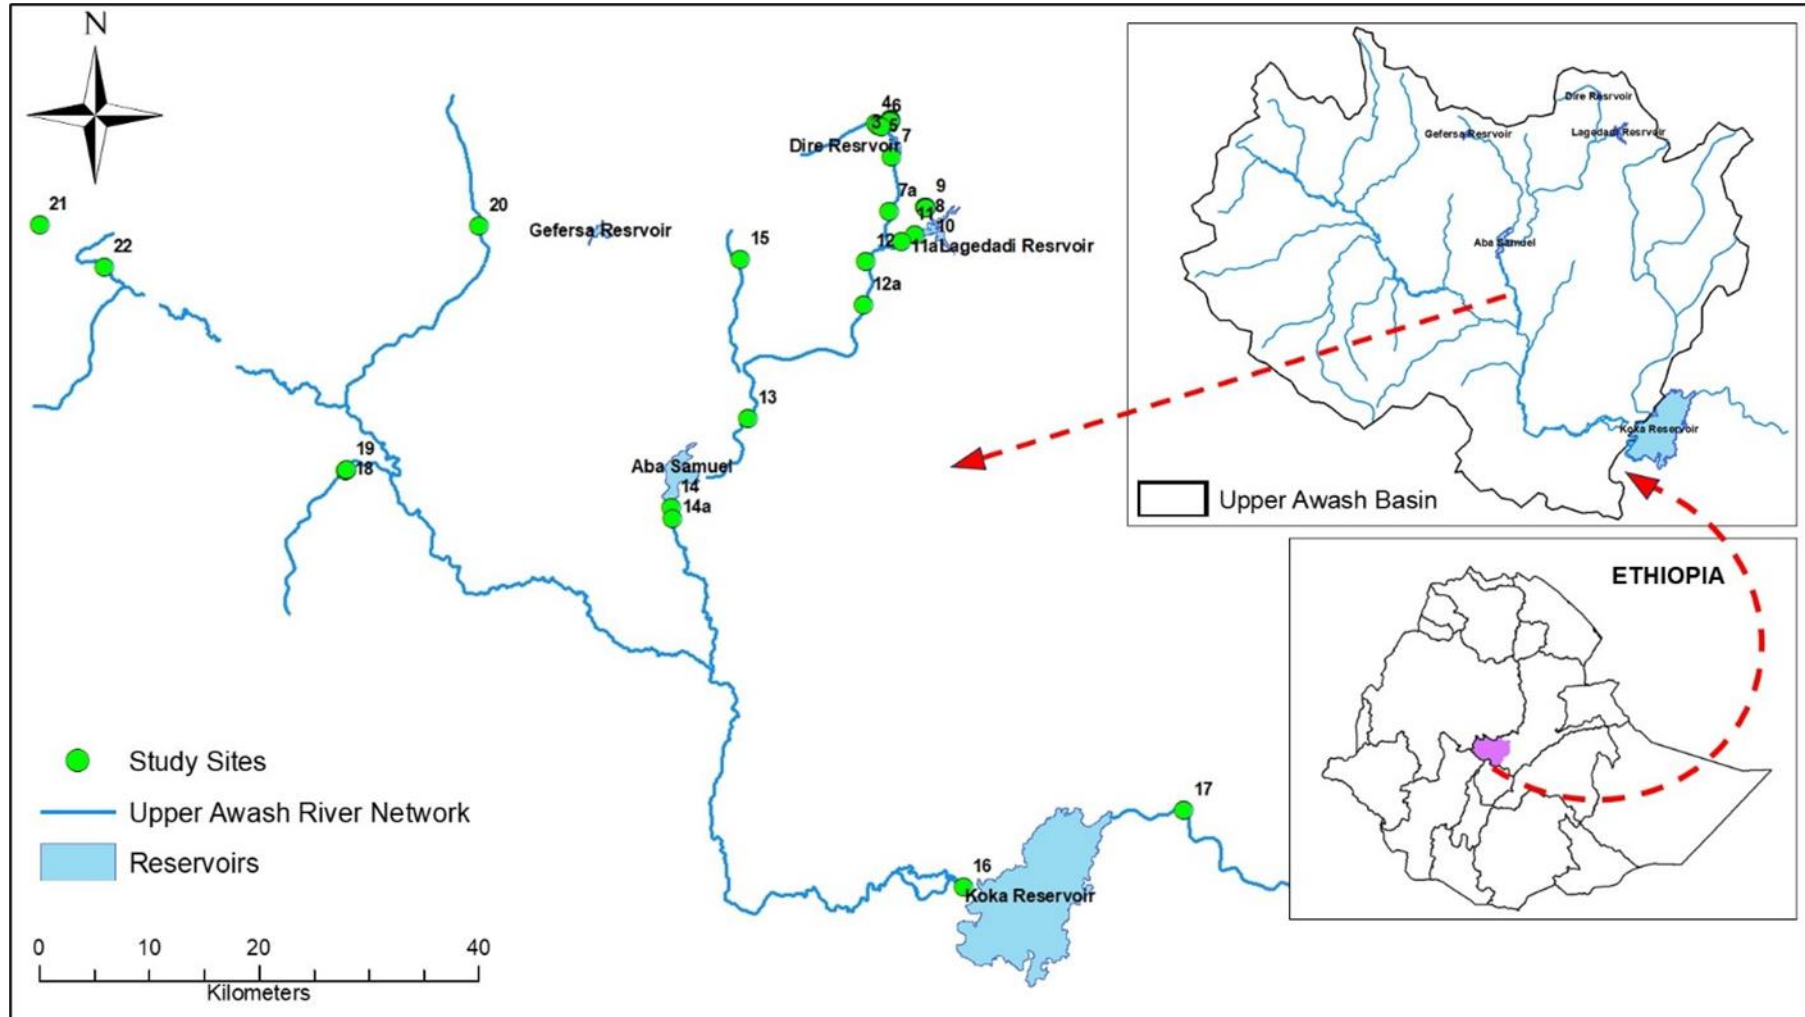 N
46
3 5
Dire Resrvoir
7
7a
9
8
11
10
12
11a
Lagedadi Resrvoir
12a
21
22
20
Gefersa Resrvoir
15
13
19
18
Aba Samuel
14
14a
16
Koka Reservoir
17
Study Sites
Upper Awash River Network
Reservoirs
0 10 20 40
Kilometers
Dire Resrvoir
Gefersa Resrvoir
Lagedadi Resrvoir
Aba Samuel
Koka Reservoir
Upper Awash Basin
ETHIOPIA